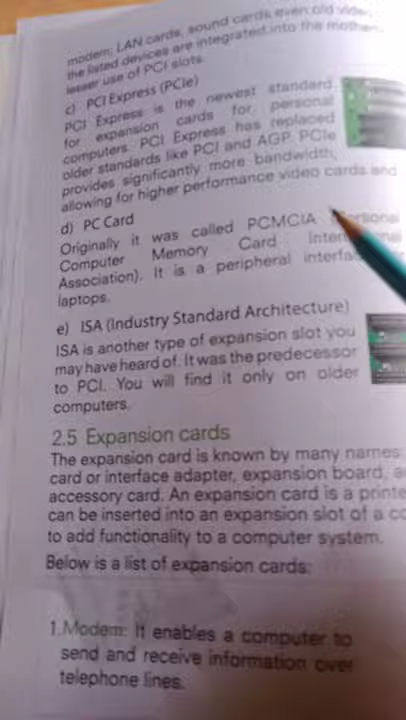 modem, LAN cards, sound cards even old video
the listed devices are integrated into the
lesser use of PCI slots.
c) PCI Express (PCIe)
PCI Express is the newest standard
for expansion cards for personal
computers. PCI Express has replaced
older standards like PCI and AGP. PCIe
provides significantly more bandwidth,
allowing for higher performance video cards and
d) PC Card
Originally it was called PCMCIA
Computer Memory Card
Association). It is a peripheral
laptops.
e) ISA (Industry Standard Architecture)
ISA is another type of expansion slot you
may have heard of. It was the predecessor
to PCI. You will find it only on older
computers.
2.5 Expansion cards
The expansion card is known by many names:
card or interface adapter, expansion board,
accessory card. An expansion card is a
can be inserted into an expansion slot of a
to add functionality to a computer system.
Below is a list of expansion cards:
1.Modem: It enables a computer to
send and receive information over
telephone lines.